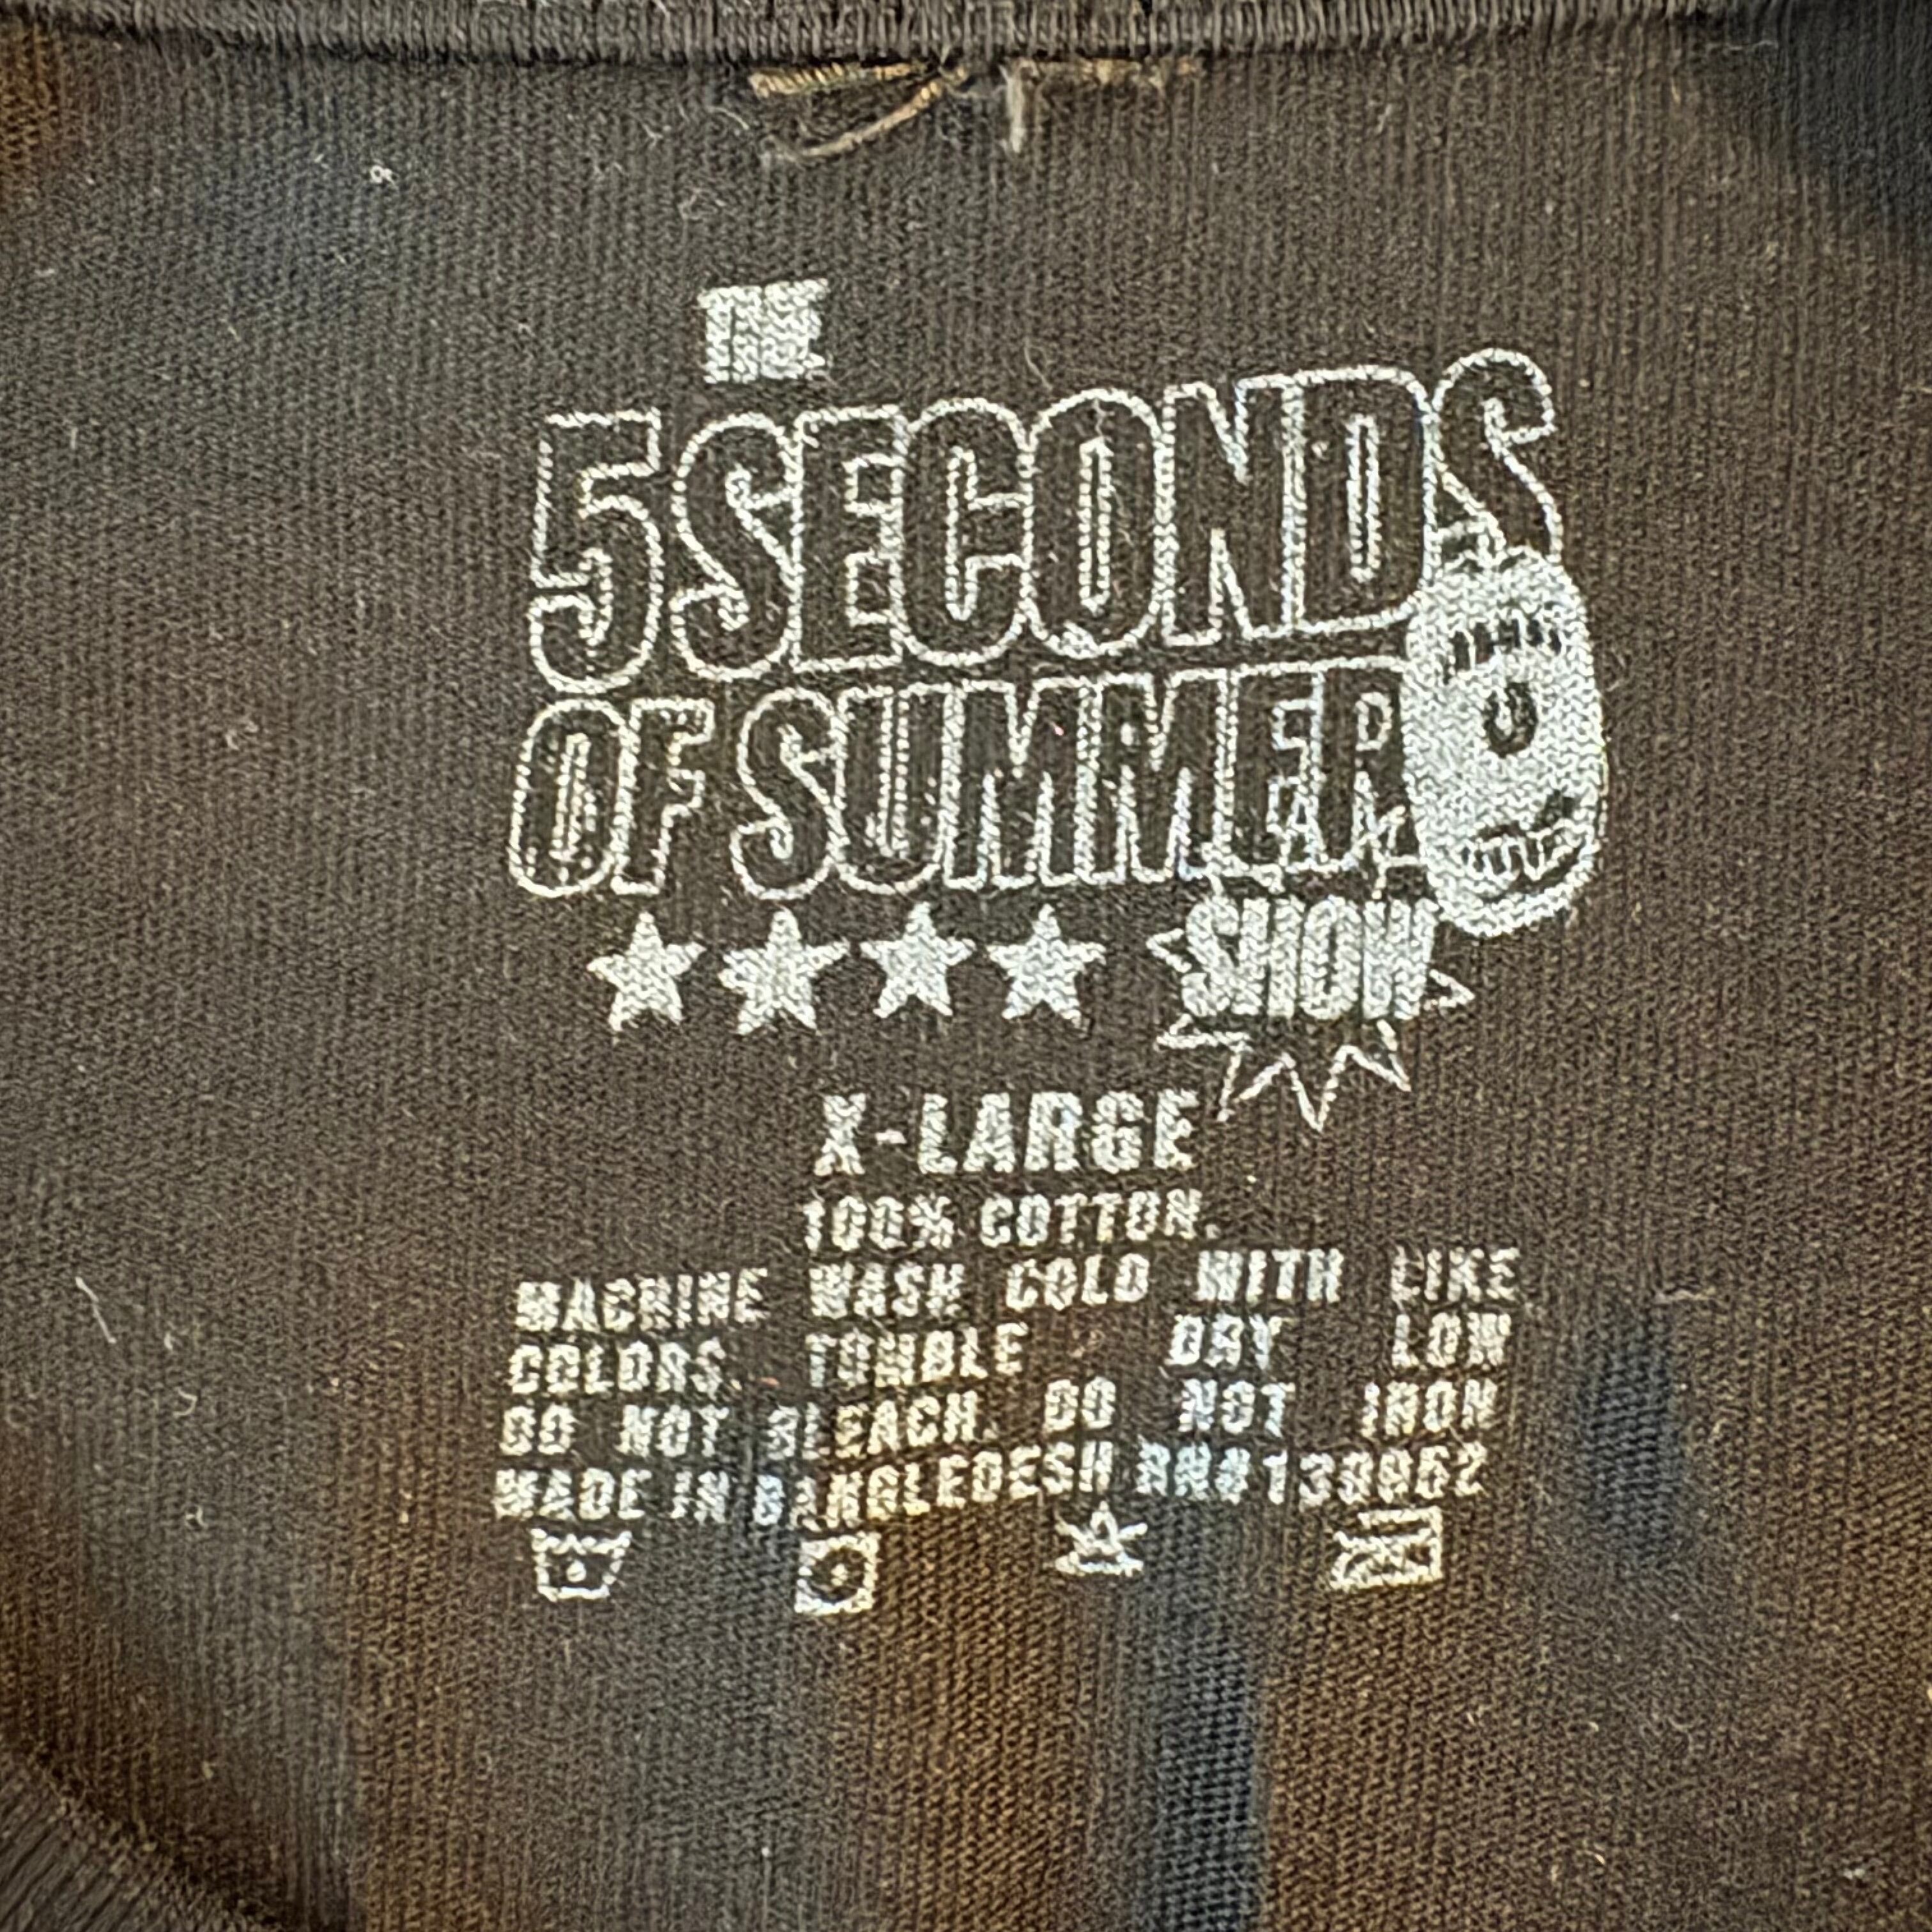 THE
5 SECONDS
OF SUMMER
SHOW
X-LARGE
100% COTTON.
MACHINE WASH COLD WITH LIKE
COLORS. TUMBLE DRY LOW
DO NOT BLEACH. DO NOT IRON
MADE IN BANGLEDESH